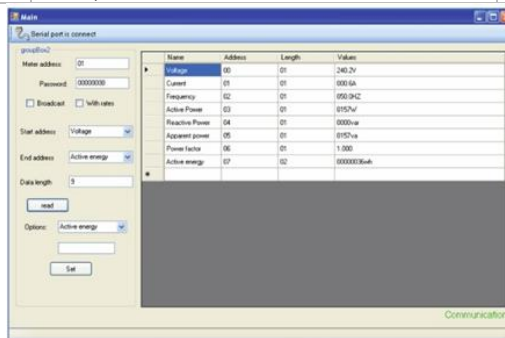 Main
Serial port is connect
groupBox2
Meter address 01
Password 00000000
Broadcast With rates
Start address Voltage
End address Active energy
Data length 9
read
Options: Active energy
Set
Name Address Length Values
Voltage 00 01 240.2V
Current 01 01 000.6A
Frequency 02 01 050.0HZ
Active Power 03 01 0157W
Reactive Power 04 01 0000var
Apparent power 05 01 0157va
Power factor 06 01 1.000
Active energy 07 02 00000036wh
Communication